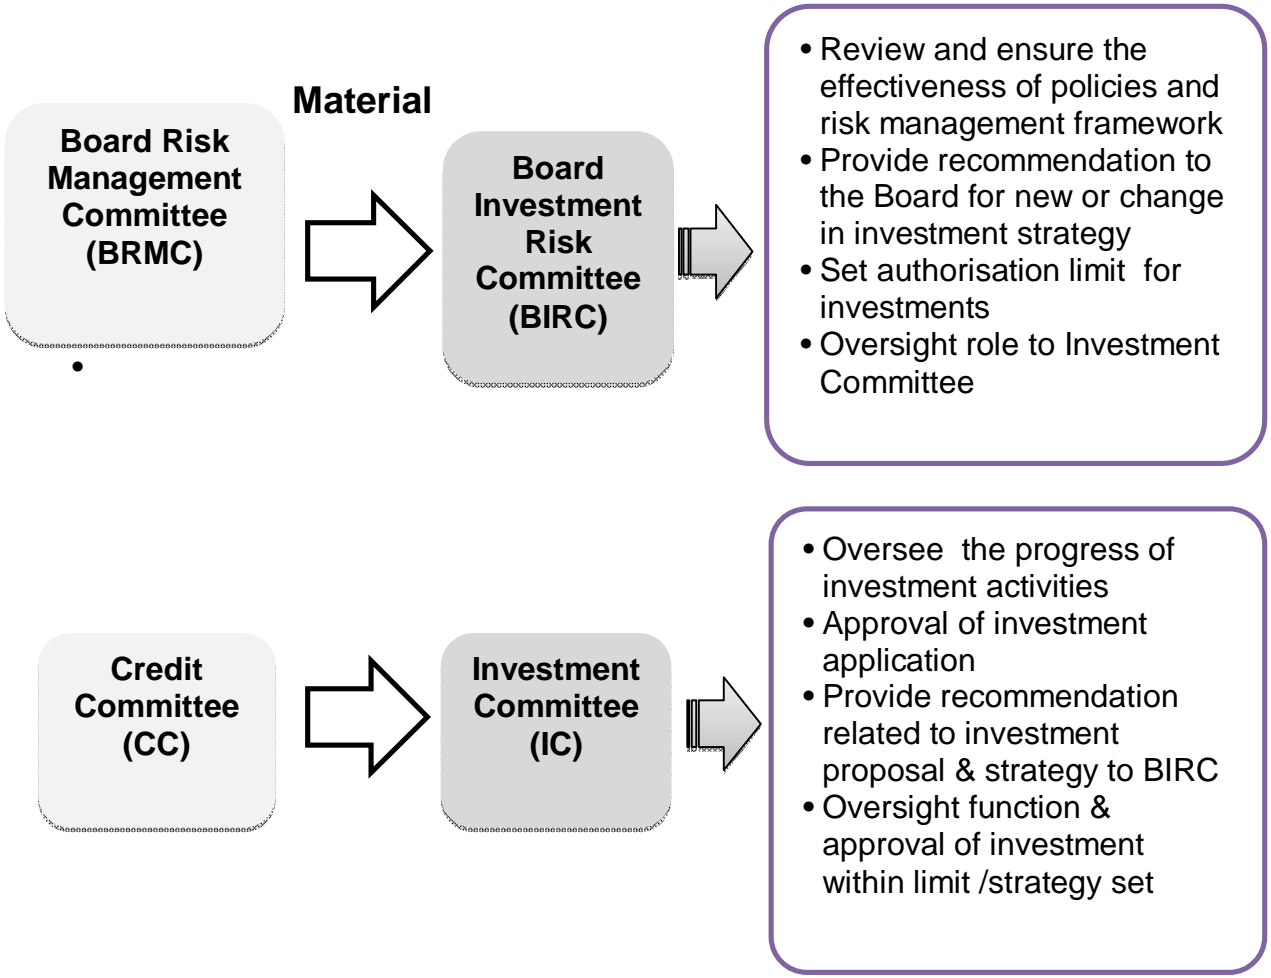 Material
Board Risk
Management
Committee
(BRMC)
Board
Investment
Risk
Committee
(BIRC)
• Review and ensure the
effectiveness of policies and
risk management framework
• Provide recommendation to
the Board for new or change
in investment strategy
• Set authorisation limit  for
investments
• Oversight role to Investment
Committee
•
Credit
Committee
(CC)
Investment
Committee
(IC)
• Oversee  the progress of
investment activities
• Approval of investment
application
• Provide recommendation
related to investment
proposal & strategy to BIRC
• Oversight function &
approval of investment
within limit /strategy set